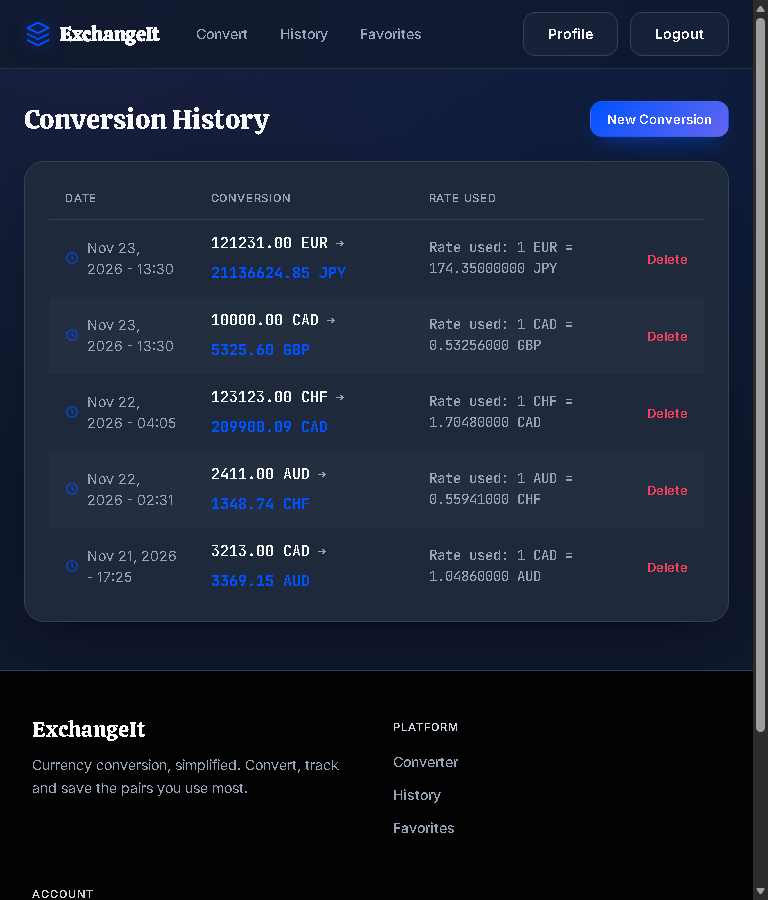 ExchangeIt
Convert
History
Favorites
Profile
Logout
Conversion History
New Conversion
DATE
CONVERSION
RATE USED
Nov 23,
2026 - 13:30
121231.00 EUR →
21136624.85 JPY
Rate used: 1 EUR =
174.35000000 JPY
Delete
Nov 23,
2026 - 13:30
10000.00 CAD →
5325.60 GBP
Rate used: 1 CAD =
0.53256000 GBP
Delete
Nov 22,
2026 - 04:05
123123.00 CHF →
209900.09 CAD
Rate used: 1 CHF =
1.70480000 CAD
Delete
Nov 22,
2026 - 02:31
2411.00 AUD →
1348.74 CHF
Rate used: 1 AUD =
0.55941000 CHF
Delete
Nov 21, 2026
- 17:25
3213.00 CAD →
3369.15 AUD
Rate used: 1 CAD =
1.04860000 AUD
Delete
ExchangeIt
Currency conversion, simplified. Convert, track
and save the pairs you use most.
PLATFORM
Converter
History
Favorites
ACCOUNT